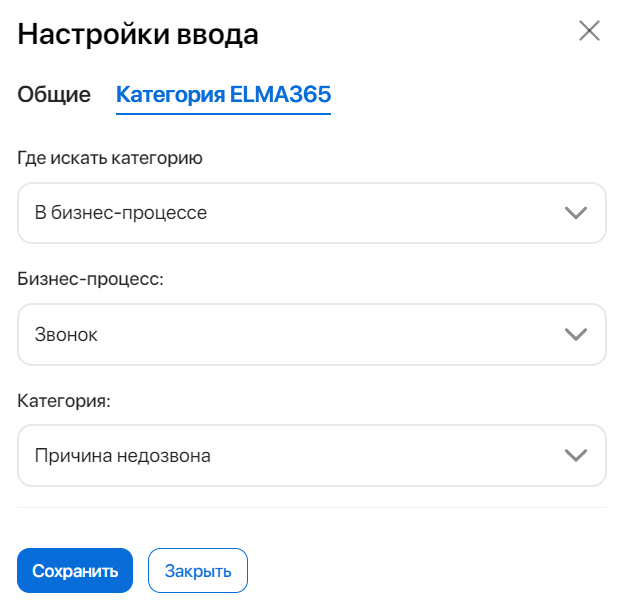 Настройки ввода
Общие Категория ELMA365
Где искать категорию
В бизнес-процессе
Бизнес-процесс:
Звонок
Категория:
Причина недозвона
Сохранить Закрыть